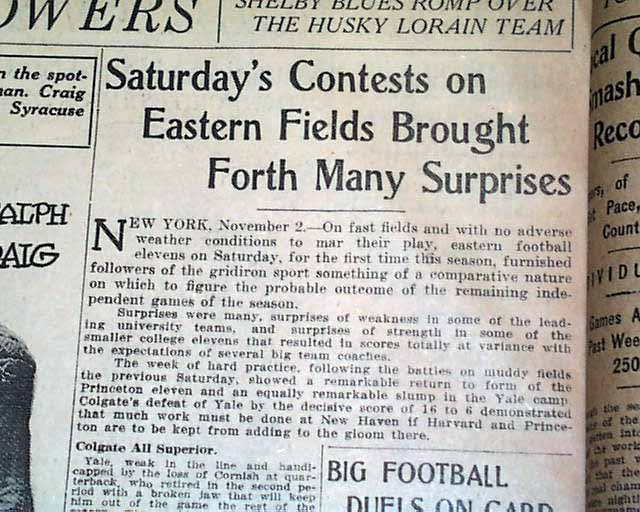 OWERS
SHELBY BLUES ROMP OVER
THE HUSKY LORAIN TEAM
n the spot-
man. Craig
Syracuse
ALPH
AIG
Saturday's Contests on
Eastern Fields Brought
Forth Many Surprises
NEW YORK, November 2.—On fast fields and with no adverse
weather conditions to mar their play, eastern football
elevens on Saturday, for the first time this season, furnished
followers of the gridiron sport something of a comparative nature
on which to figure the probable outcome of the remaining inde-
pendent games of the season.
Surprises were many, surprises of weakness in some of the lead-
ing university teams, and surprises of strength in some of the
smaller college elevens that resulted in scores totally at variance with
the expectations of several big team coaches.
The week of hard practice, following the battles on muddy fields
the previous Saturday, showed a remarkable return to form of the
Princeton eleven and an equally remarkable slump in the Yale camp.
Colgate's defeat of Yale by the decisive score of 16 to 6 demonstrated
that much work must be done at New Haven if Harvard and Prince-
ton are to be kept from adding to the gloom there.
Colgate All Superior.
Yale, weak in the line and handi-
capped by the loss of Cornish at quar-
terback, who retired in the second pe-
riod with a broken jaw that will keep
him out of the game the rest of the
BIG FOOTBALL
DUELS ON CARD
cal
mash
Reco
rs, of
t Pace,
Count
IVIDU
Games A
Past Wee
250